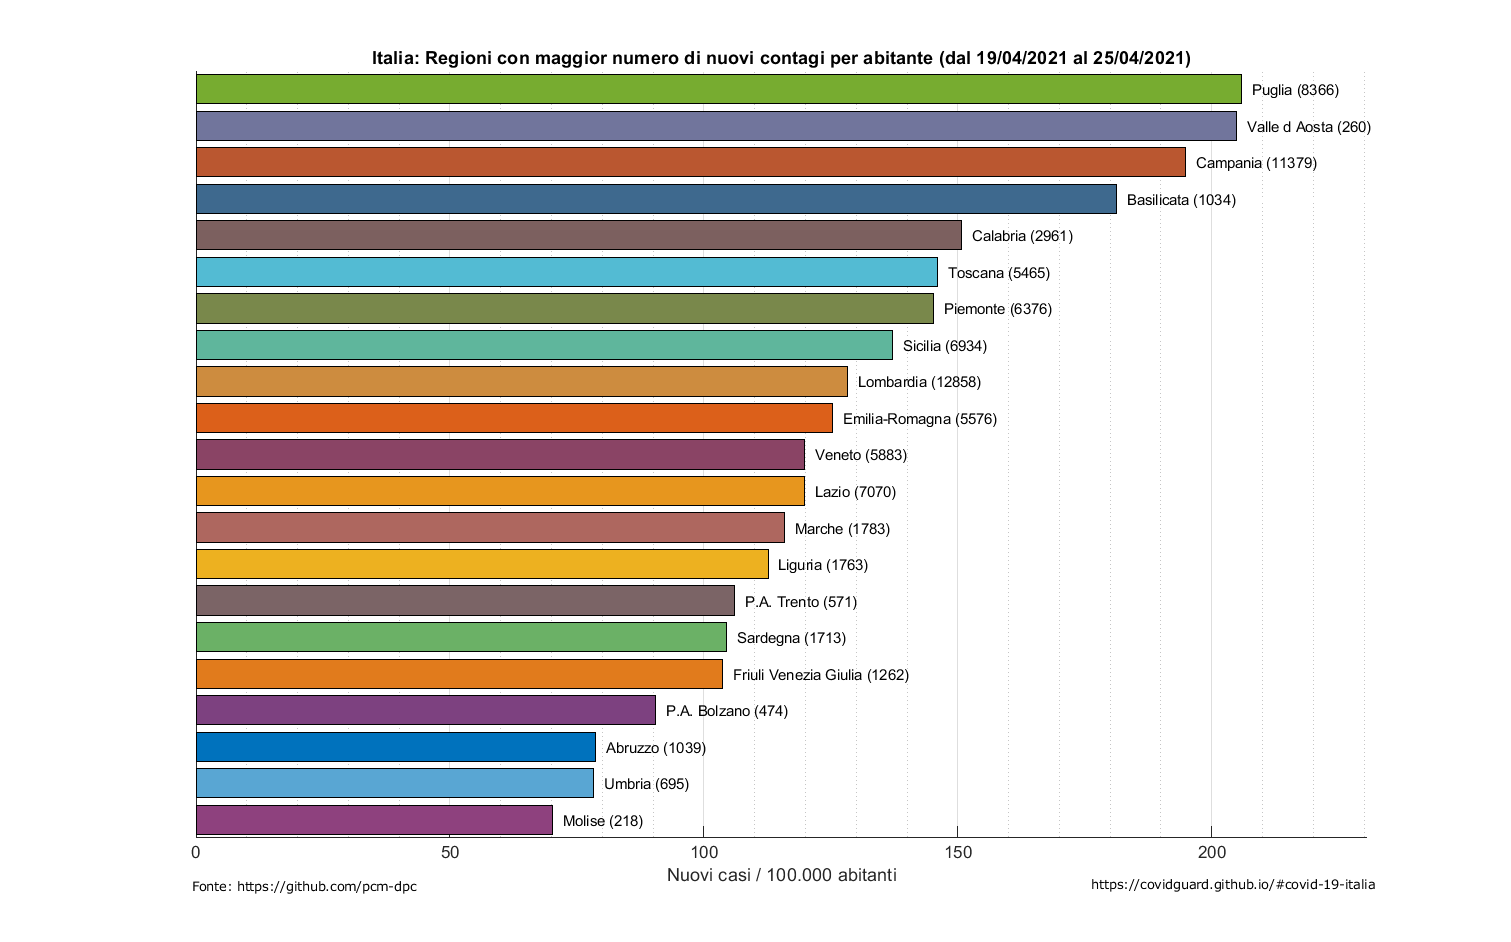 Italia: Regioni con maggior numero di nuovi contagi per abitante (dal 19/04/2021 al 25/04/2021)
Puglia (8366)
Valle d Aosta (260)
Campania (11379)
Basilicata (1034)
Calabria (2961)
Toscana (5465)
Piemonte (6376)
Sicilia (6934)
Lombardia (12858)
Emilia-Romagna (5576)
Veneto (5883)
Lazio (7070)
Marche (1783)
Liguria (1763)
P.A. Trento (571)
Sardegna (1713)
Friuli Venezia Giulia (1262)
P.A. Bolzano (474)
Abruzzo (1039)
Umbria (695)
Molise (218)
0 50 100 150 200
Nuovi casi / 100.000 abitanti
Fonte: https://github.com/pcm-dpc
https://covidguard.github.io/#covid-19-italia